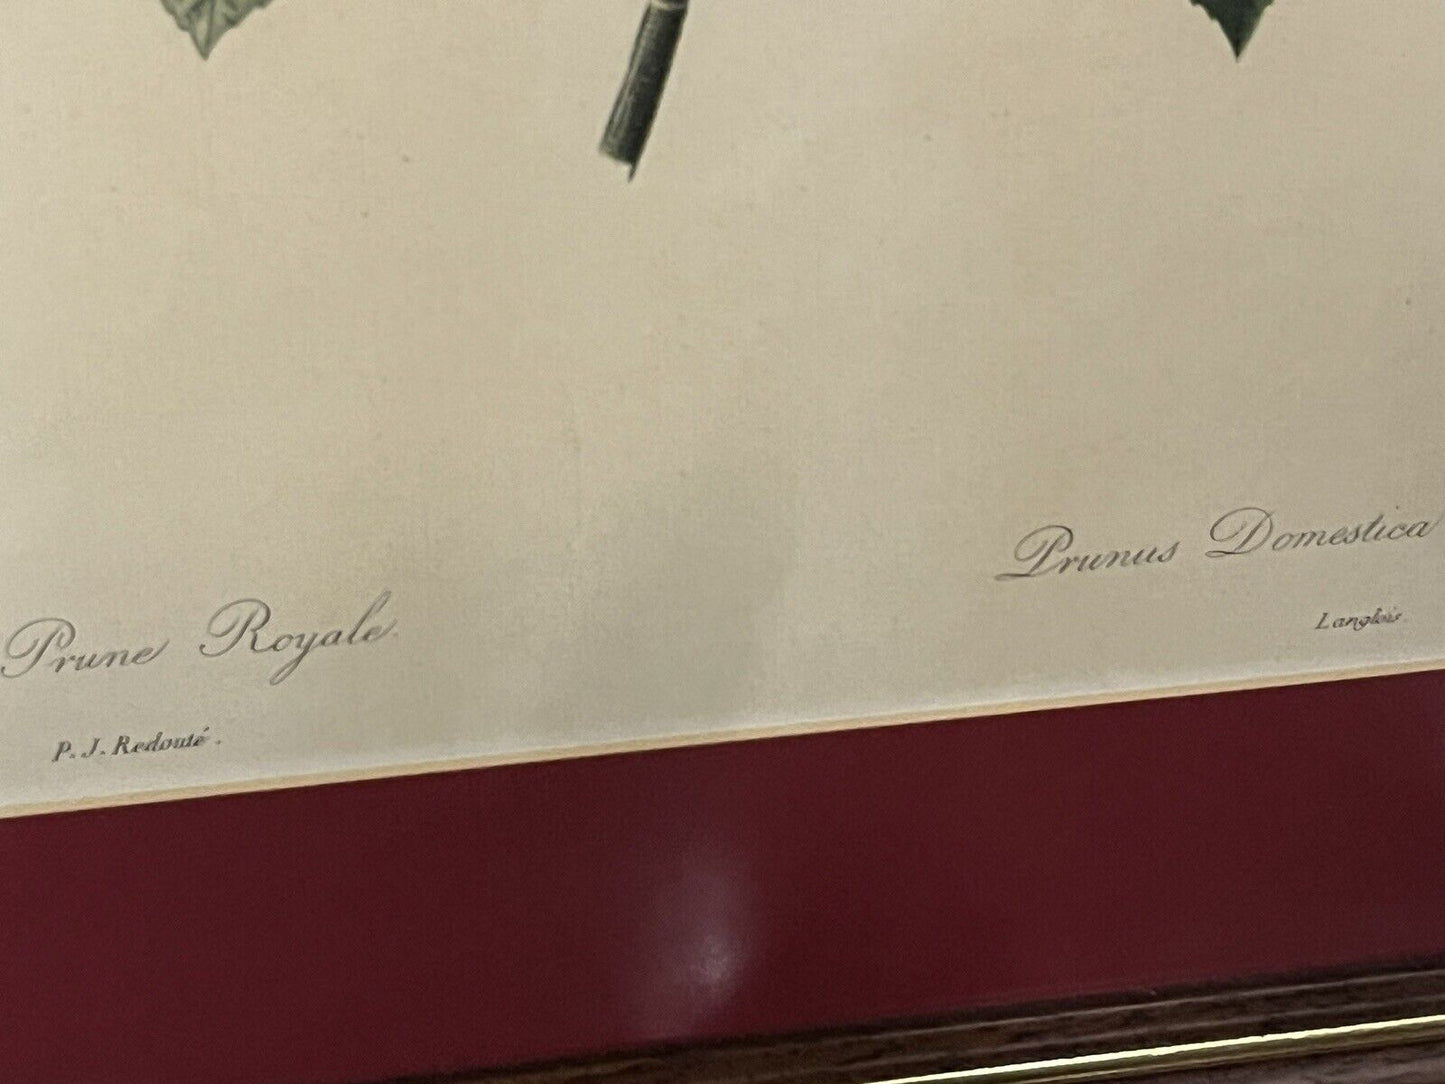 Prune Royale.
P. J. Redouté.
Prunus Domestica
Langlois.